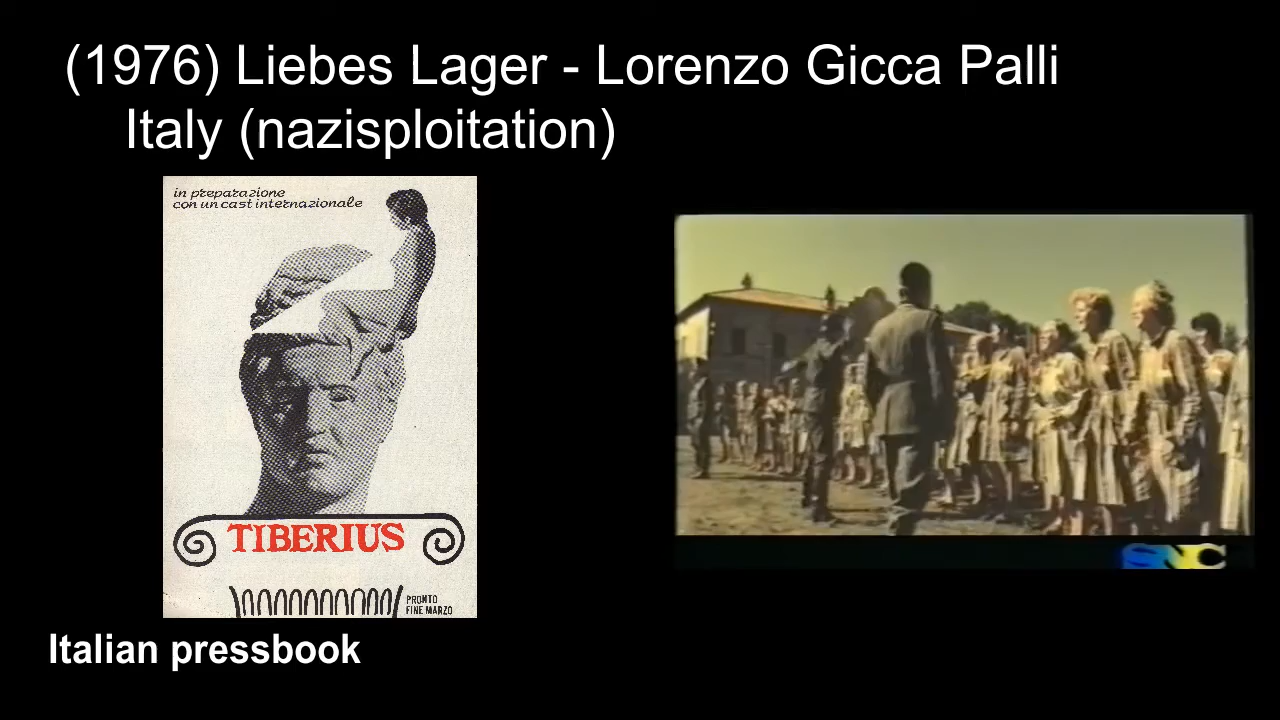 (1976) Liebes Lager - Lorenzo Gicca Palli
Italy (nazisploitation)
in preparazione
con un cast internazionale
TIBERIUS
PRONTO
FINE MARZO
Italian pressbook